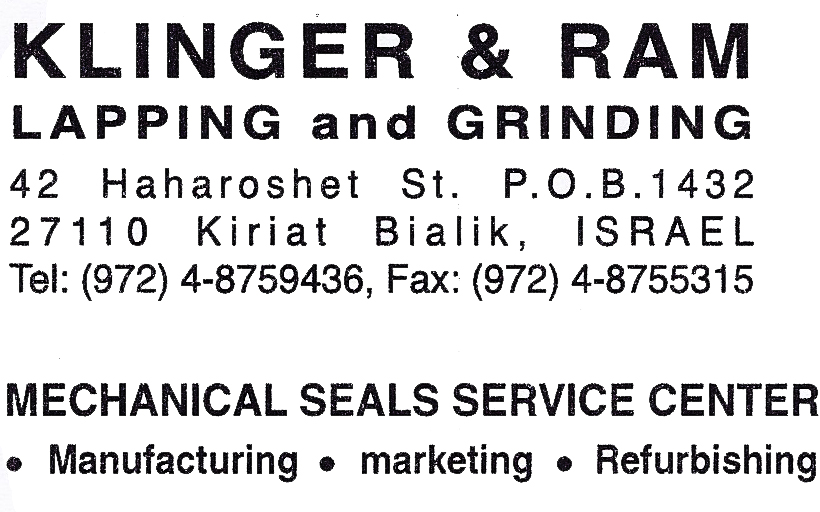 KLINGER & RAM
LAPPING and GRINDING
42 Haharoshet St. P.O.B.1432
27110 Kiriat Bialik, ISRAEL
Tel: (972) 4-8759436, Fax: (972) 4-8755315
MECHANICAL SEALS SERVICE CENTER
• Manufacturing • marketing • Refurbishing